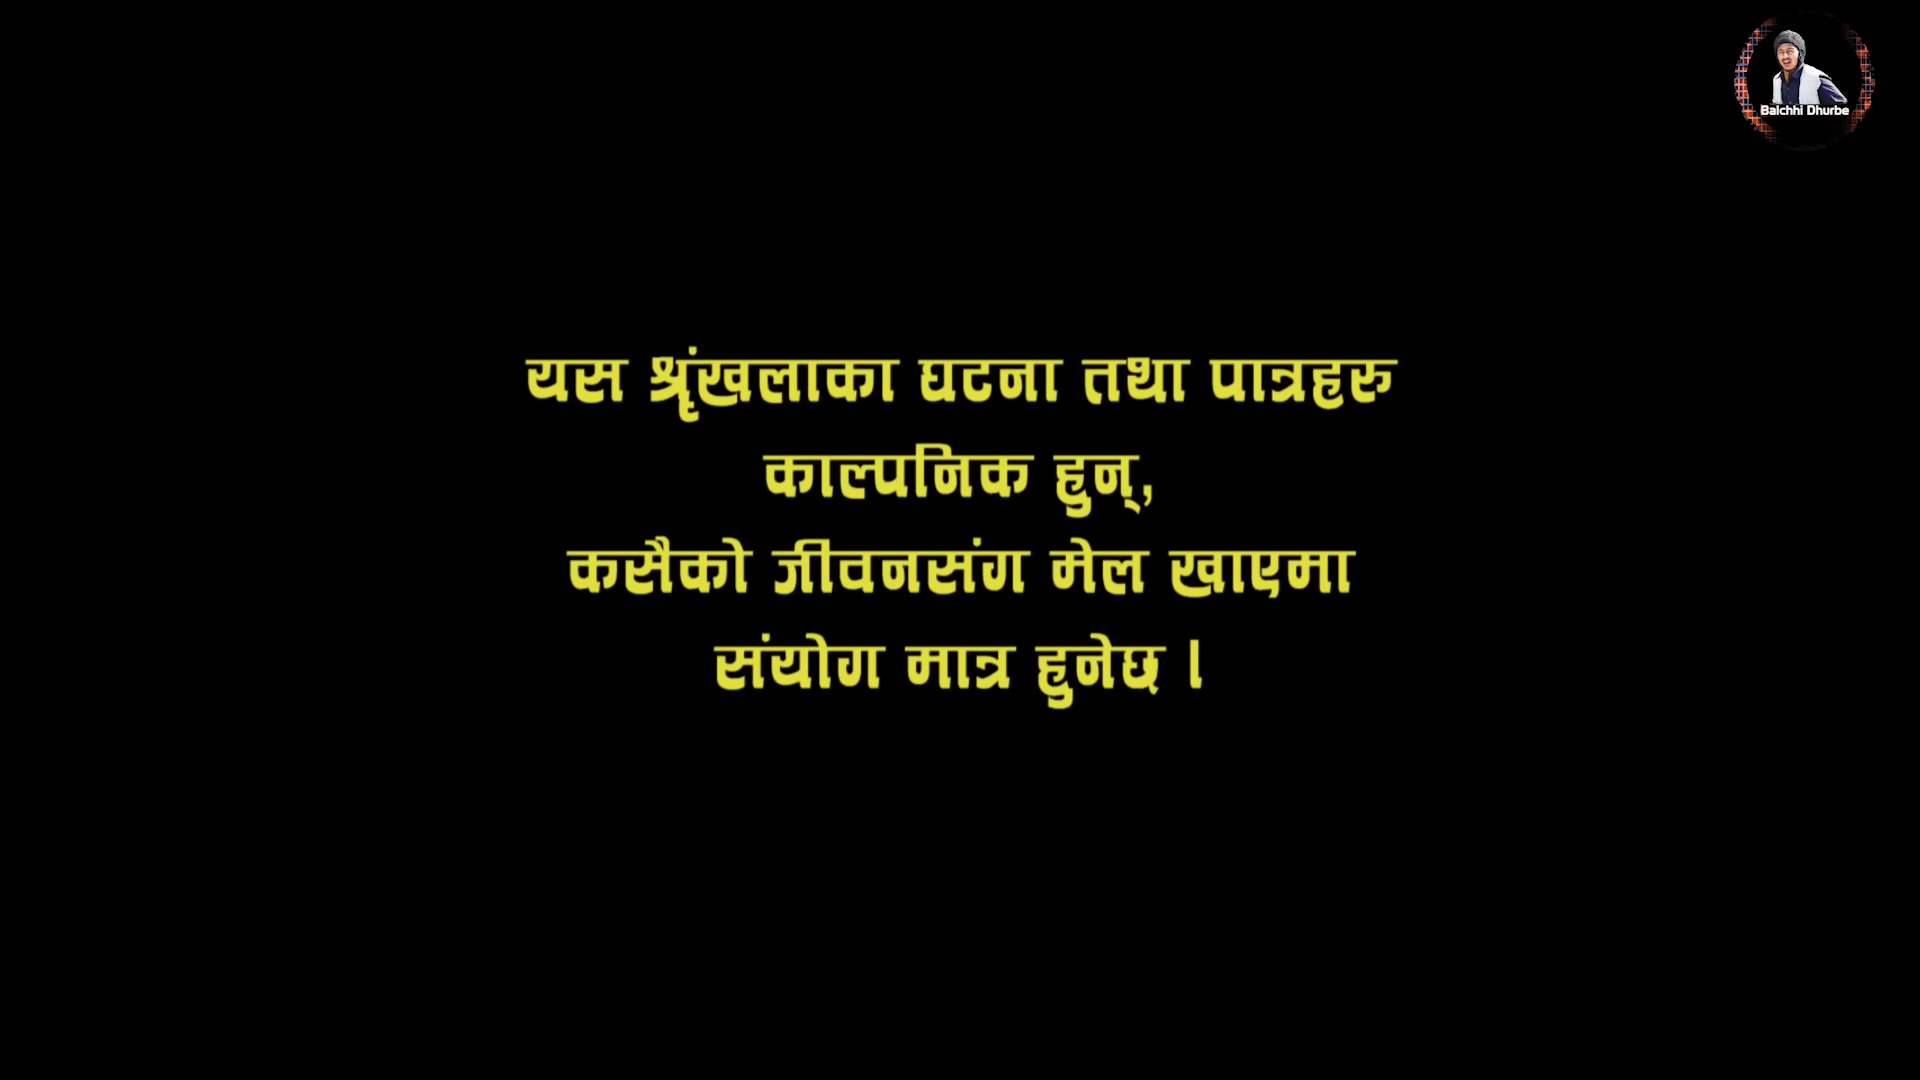 Balchhi Dhurbe
यस श्रृंखलाका घटना तथा पात्रहरु
काल्पनिक हुन्,
कसैको जीवनसंग मेल खाएमा
संयोग मात्र हुनेछ ।